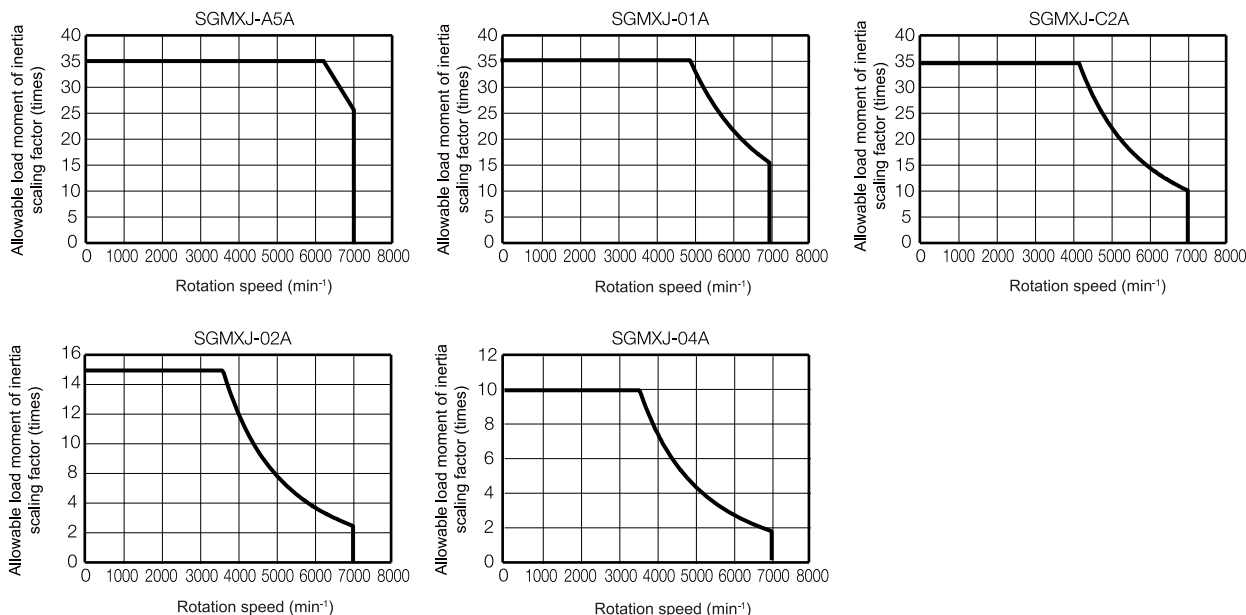 SGMXJ-A5A
Allowable load moment of inertia
scaling factor (times)
40
35
30
25
20
15
10
5
0
0 1000 2000 3000 4000 5000 6000 7000 8000
Rotation speed (min-1)
SGMXJ-01A
Allowable load moment of inertia
scaling factor (times)
40
35
30
25
20
15
10
5
0
0 1000 2000 3000 4000 5000 6000 7000 8000
Rotation speed (min-1)
SGMXJ-C2A
Allowable load moment of inertia
scaling factor (times)
40
35
30
25
20
15
10
5
0
0 1000 2000 3000 4000 5000 6000 7000 8000
Rotation speed (min-1)
SGMXJ-02A
Allowable load moment of inertia
scaling factor (times)
16
14
12
10
8
4
2
0
0 1000 2000 3000 4000 5000 6000 7000 8000
Rotation speed (min-1)
SGMXJ-04A
Allowable load moment of inertia
scaling factor (times)
12
10
8
6
4
2
0
0 1000 2000 3000 4000 5000 6000 7000 8000
Rotation speed (min-1)